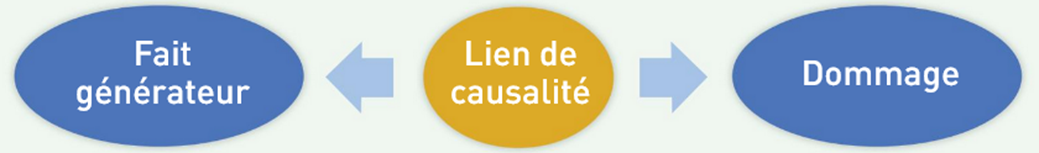 Fait
générateur
Lien de
causalité
Dommage